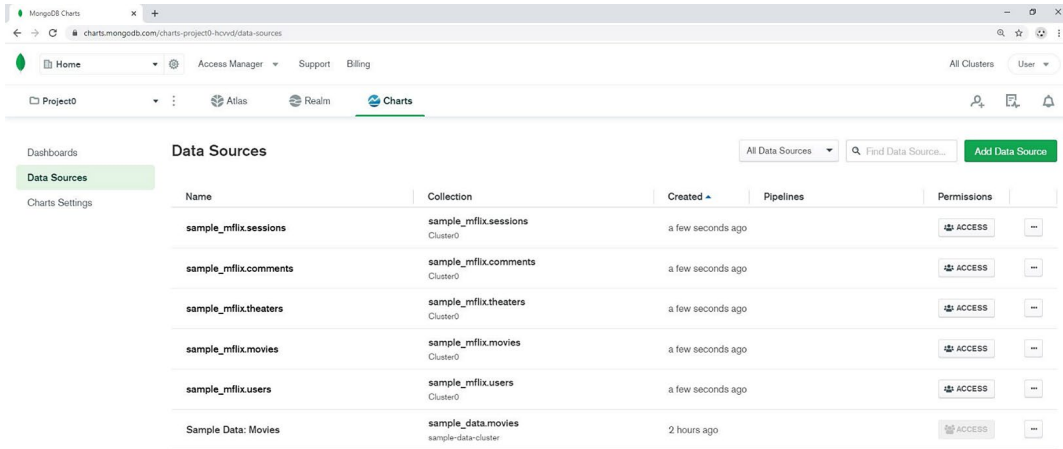 MongoDB Charts
charts.mongodb.com/charts-project0-hcvvd/data-sources
Home Access Manager Support Billing All Clusters User
Project0 Atlas Realm Charts
Dashboards
Data Sources
Charts Settings
Data Sources All Data Sources Find Data Source... Add Data Source
Name Collection Created Pipelines Permissions
sample_mflix.sessions sample_mflix.sessions a few seconds ago ACCESS
Cluster0
sample_mflix.comments sample_mflix.comments a few seconds ago ACCESS
Cluster0
sample_mflix.theaters sample_mflix.theaters a few seconds ago ACCESS
Cluster0
sample_mflix.movies sample_mflix.movies a few seconds ago ACCESS
Cluster0
sample_mflix.users sample_mflix.users a few seconds ago ACCESS
Cluster0
Sample Data: Movies sample_data.movies 2 hours ago ACCESS
sample-data-cluster